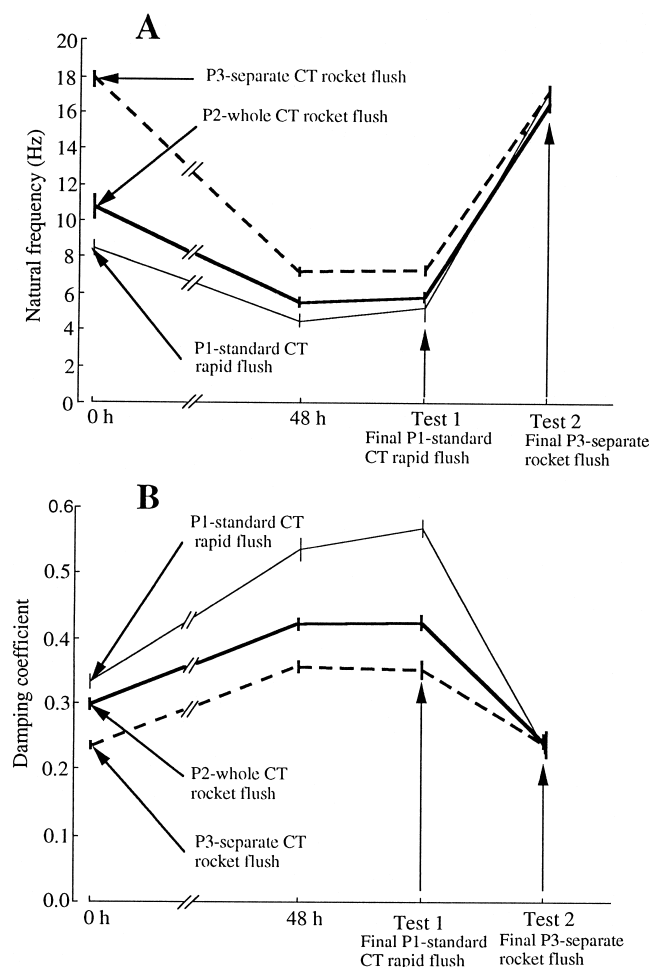 A
20
18
16
14
12
10
8
6
4
2
0
Natural frequency (Hz)
P3-separate CT rocket flush
P2-whole CT rocket flush
P1-standard CT
rapid flush
0 h
48 h
Test 1
Final P1-standard
CT rapid flush
Test 2
Final P3-separate
rocket flush
B
0.6
0.5
0.4
0.3
0.2
0.1
0.0
Damping coefficient
P1-standard CT
rapid flush
P2-whole CT
rocket flush
P3-separate CT
rocket flush
0 h
48 h
Test 1
Final P1-standard
CT rapid flush
Test 2
Final P3-separate
rocket flush